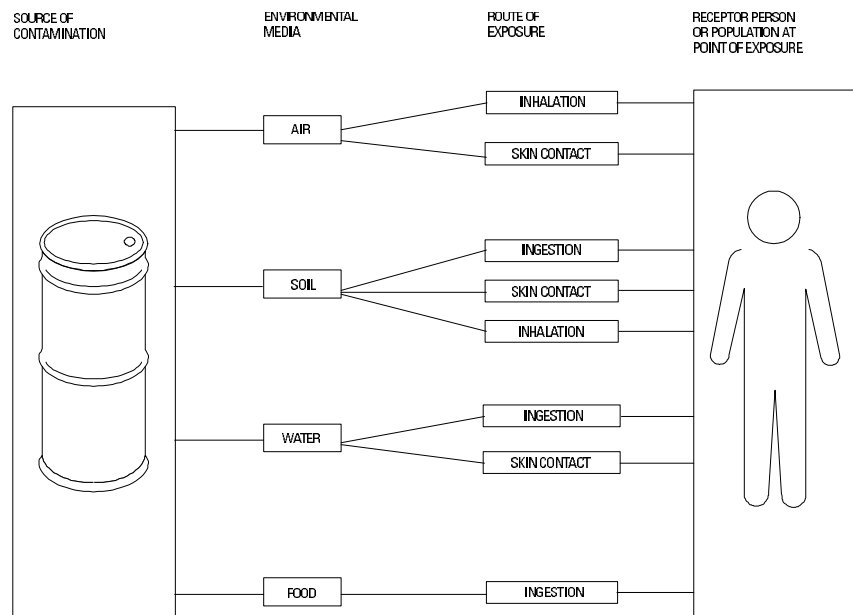 SOURCE OF
CONTAMINATION
ENVIRONMENTAL
MEDIA
ROUTE OF
EXPOSURE
RECEPTOR PERSON
OR POPULATION AT
POINT OF EXPOSURE
AIR
INHALATION
SKIN CONTACT
SOIL
INGESTION
SKIN CONTACT
INHALATION
WATER
INGESTION
SKIN CONTACT
FOOD
INGESTION